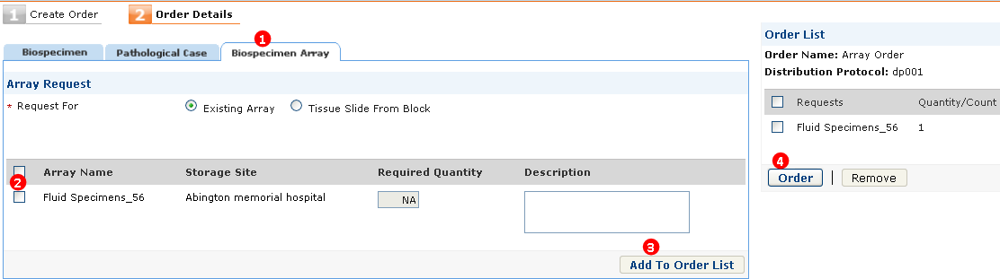 1 Create Order 2 Order Details
1
Biospecimen Pathological Case Biospecimen Array
Array Request
* Request For Existing Array Tissue Slide From Block
Array Name Storage Site Required Quantity Description
2
Fluid Specimens_56 Abington memorial hospital NA
3
Add To Order List
Order List
Order Name: Array Order
Distribution Protocol: dp001
Requests Quantity/Count
Fluid Specimens_56 1
4
Order | Remove